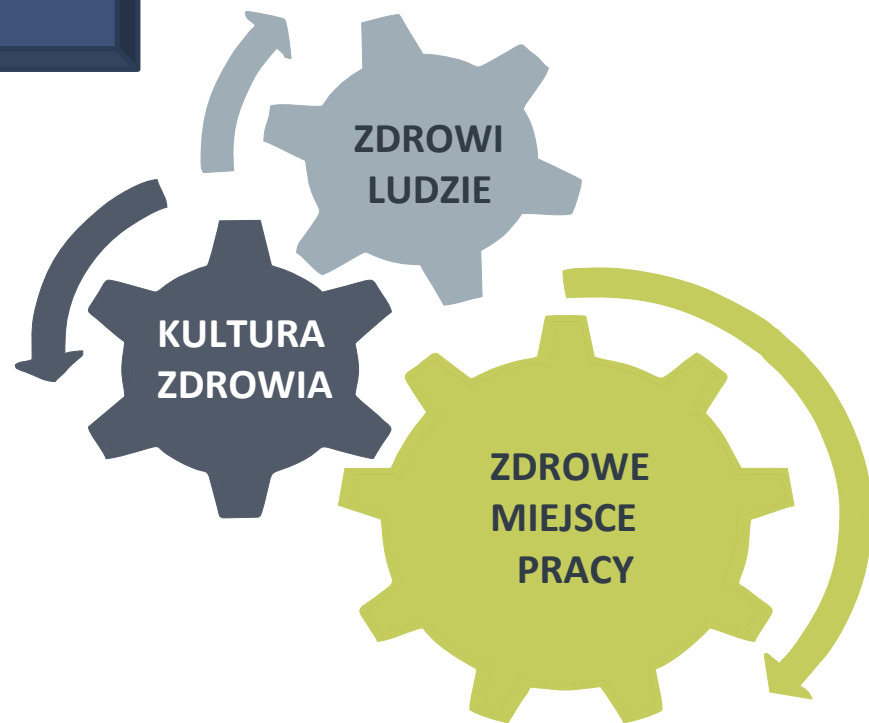 ZDROWI
LUDZIE
KULTURA
ZDROWIA
ZDROWE
MIEJSCE
PRACY